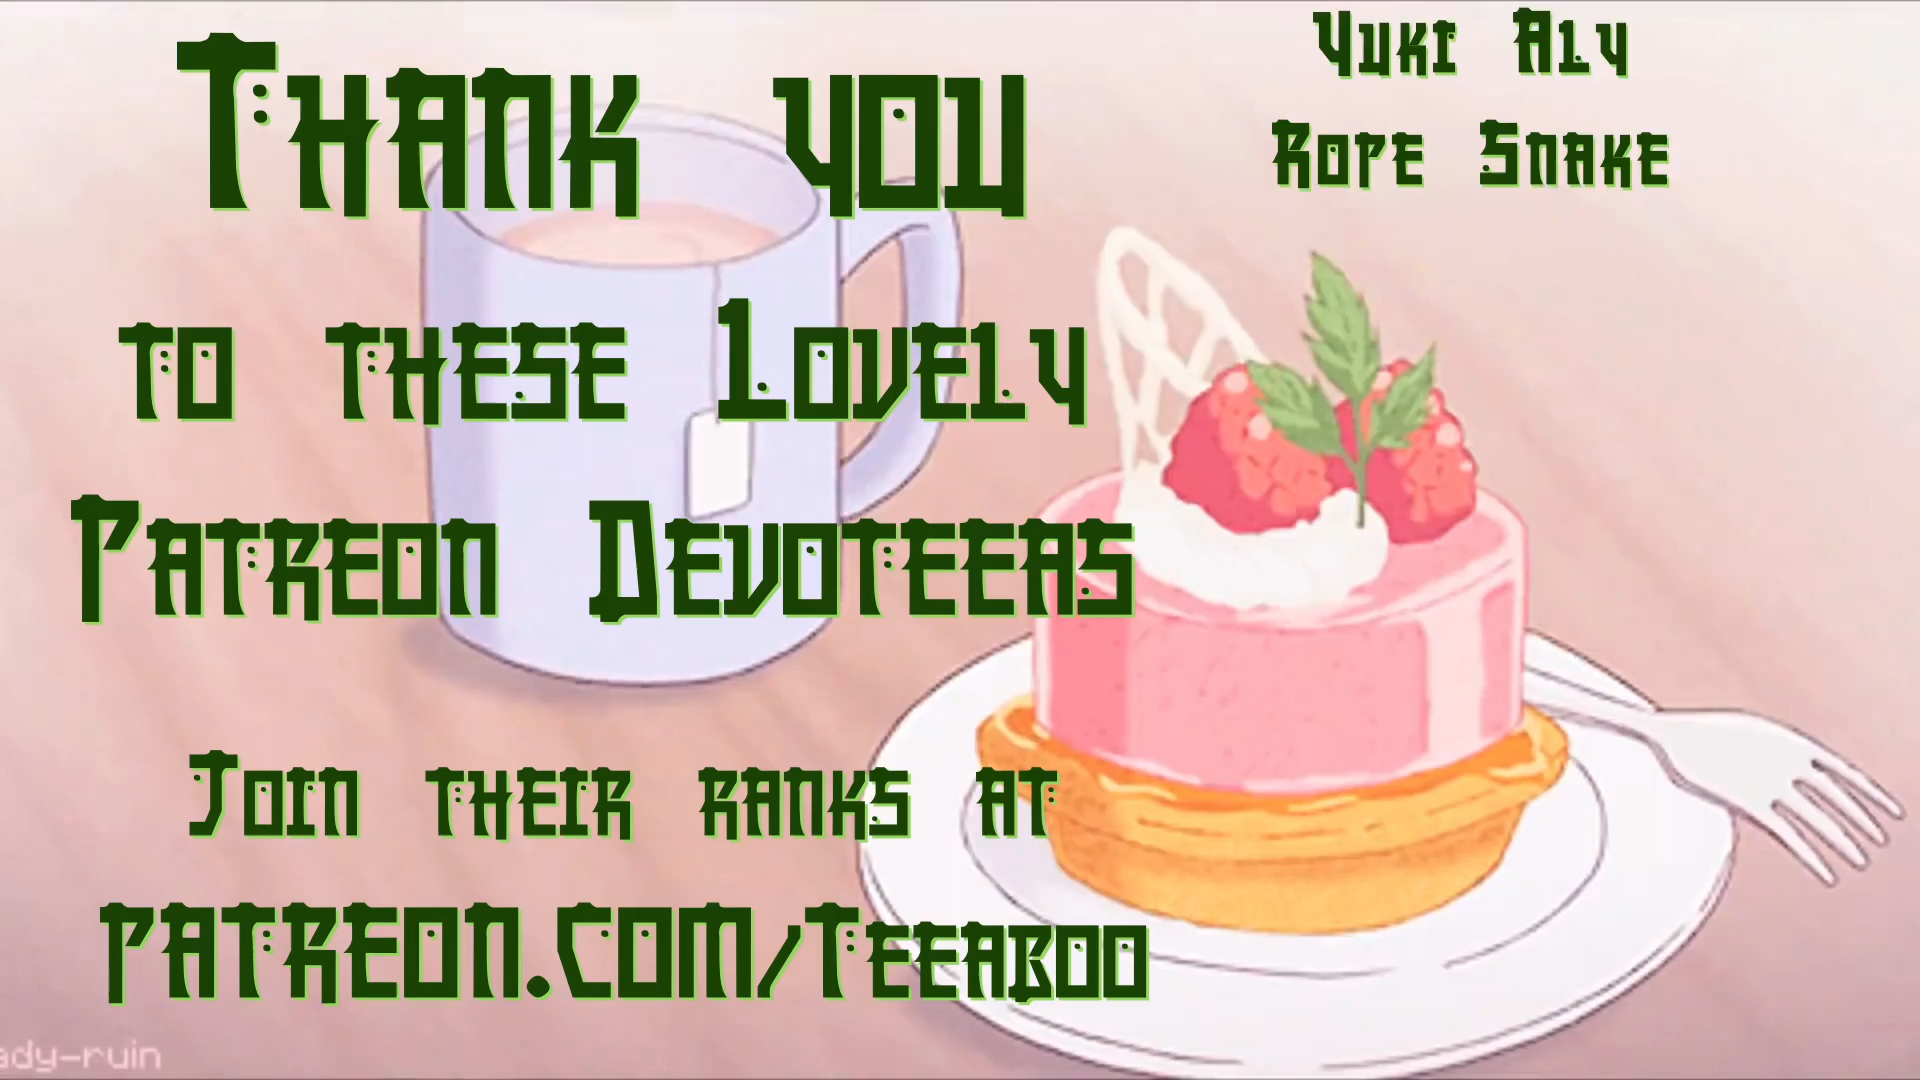 Thank you
to these Lovely
Patreon Devoteeas
Join their ranks at
PATREON.COM/Teeaboo
Yuki Aly
Rope Snake
ady-ruin